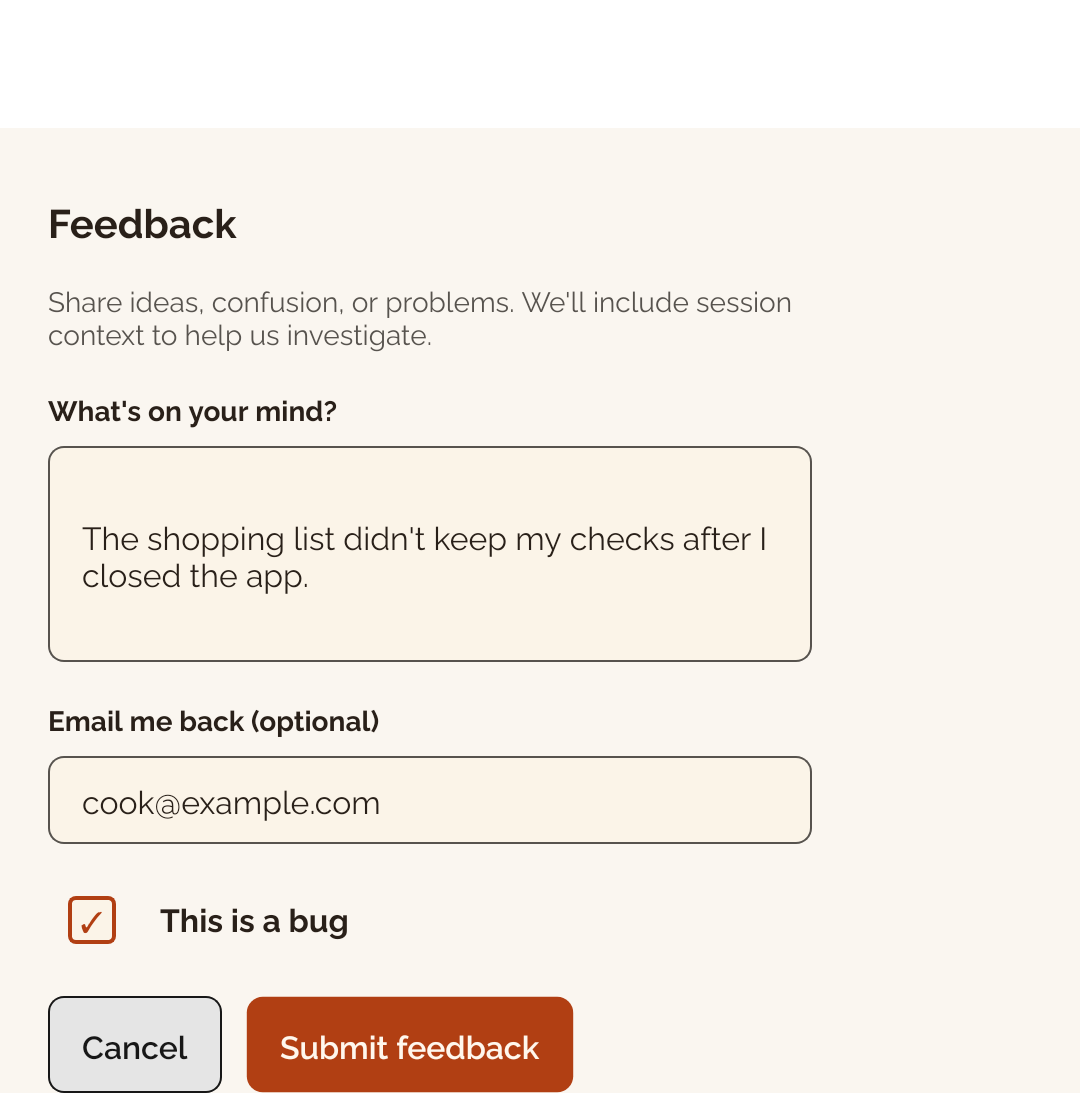 Feedback
Share ideas, confusion, or problems. We'll include session
context to help us investigate.
What's on your mind?
The shopping list didn't keep my checks after I
closed the app.
Email me back (optional)
cook@example.com
✓ This is a bug
Cancel Submit feedback